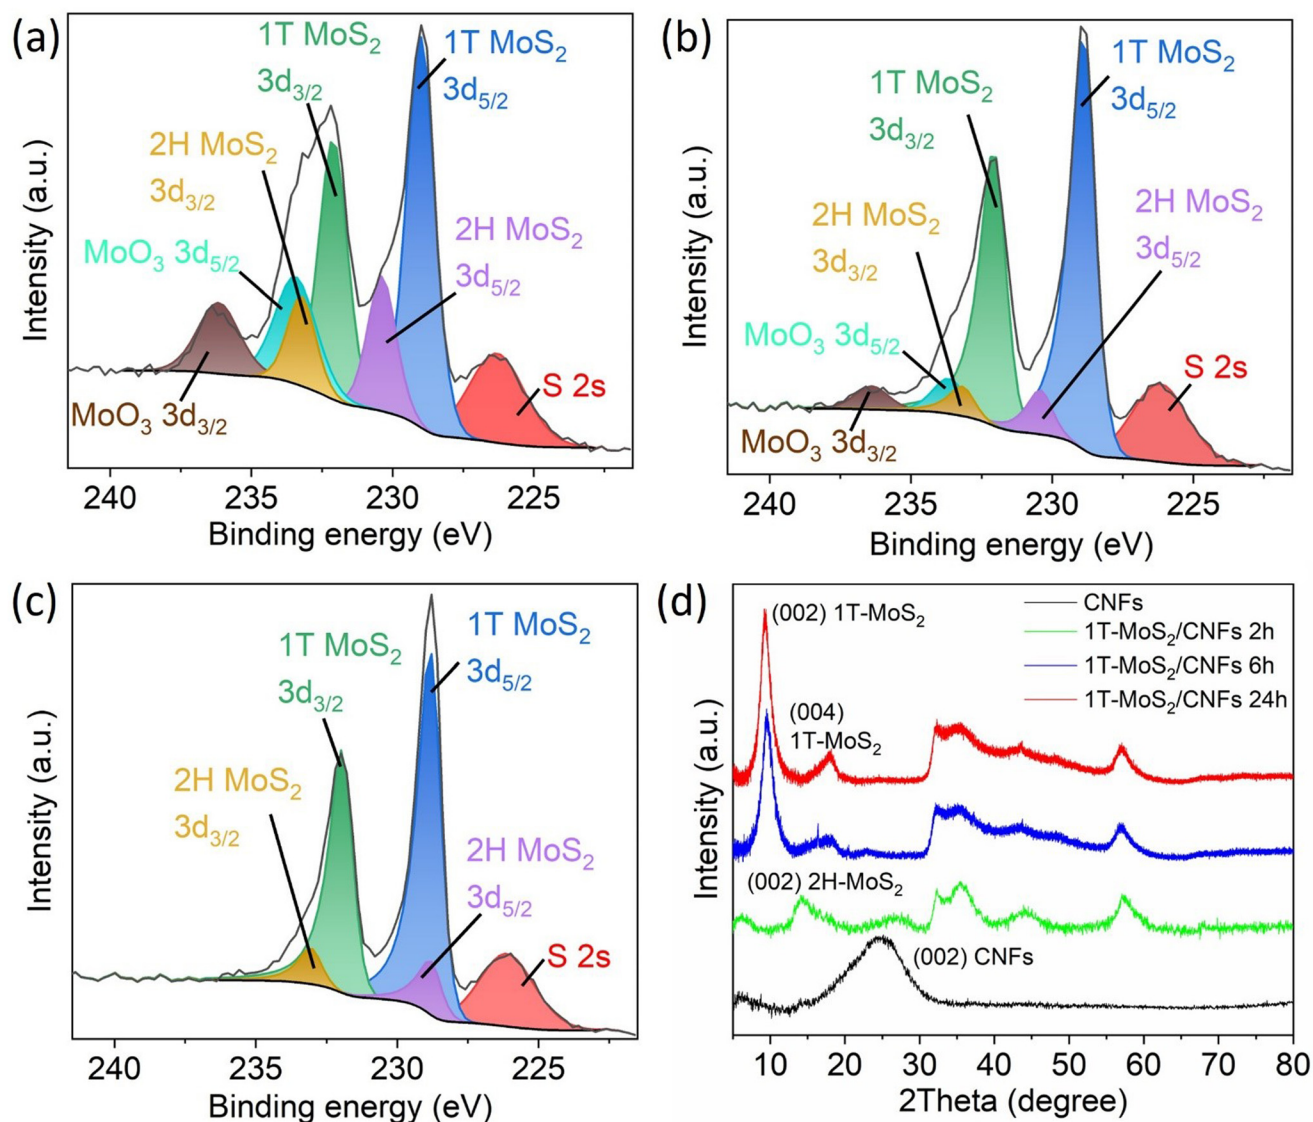 (a)
1T MoS₂
3d₃/₂
1T MoS₂
3d₅/₂
2H MoS₂
3d₃/₂
MoO₃ 3d₅/₂
2H MoS₂
3d₅/₂
S 2s
MoO₃ 3d₃/₂
Intensity (a.u.)
240 235 230 225
Binding energy (eV)
(b)
1T MoS₂
3d₃/₂
1T MoS₂
3d₅/₂
2H MoS₂
3d₃/₂
2H MoS₂
3d₅/₂
MoO₃ 3d₅/₂
S 2s
MoO₃ 3d₃/₂
Intensity (a.u.)
240 235 230 225
Binding energy (eV)
(c)
1T MoS₂
3d₃/₂
1T MoS₂
3d₅/₂
2H MoS₂
3d₃/₂
2H MoS₂
3d₅/₂
S 2s
Intensity (a.u.)
240 235 230 225
Binding energy (eV)
(d)
(002) 1T-MoS₂
CNFs
1T-MoS₂/CNFs 2h
1T-MoS₂/CNFs 6h
1T-MoS₂/CNFs 24h
(004)
1T-MoS₂
(002) 2H-MoS₂
(002) CNFs
Intensity (a.u.)
10 20 30 40 50 60 70 80
2Theta (degree)